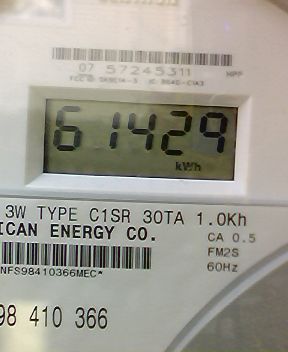 07 57245311 HPP
61429
kWh
3W TYPE C1SR 30TA 1.0Kh
ICAN ENERGY CO.
CA 0.5
FM2S
60Hz
NFS98410366MEC*
98 410 366